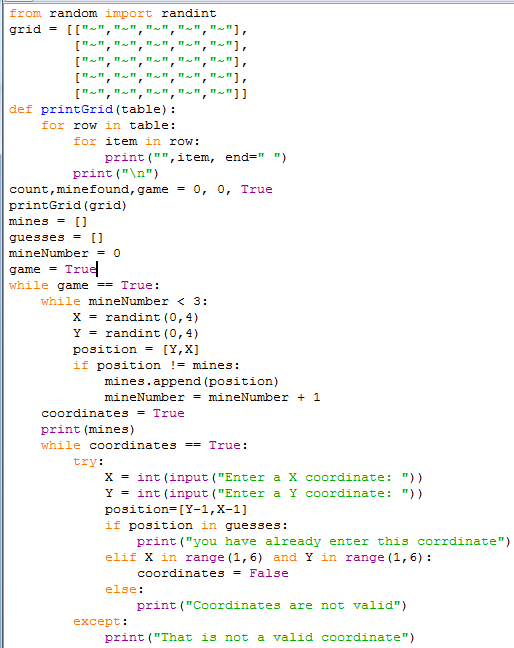 from random import randint
grid = [["~","~","~","~","~"],
        ["~","~","~","~","~"],
        ["~","~","~","~","~"],
        ["~","~","~","~","~"],
        ["~","~","~","~","~"]]
def printGrid(table):
    for row in table:
        for item in row:
            print("",item, end=" ")
        print("\n")
count,minefound,game = 0, 0, True
printGrid(grid)
mines = []
guesses = []
mineNumber = 0
game = True
while game == True:
    while mineNumber < 3:
        X = randint(0,4)
        Y = randint(0,4)
        position = [Y,X]
        if position != mines:
            mines.append(position)
            mineNumber = mineNumber + 1
    coordinates = True
    print(mines)
    while coordinates == True:
        try:
            X = int(input("Enter a X coordinate: "))
            Y = int(input("Enter a Y coordinate: "))
            position=[Y-1,X-1]
            if position in guesses:
                print("you have already enter this corrdinate")
            elif X in range(1,6) and Y in range(1,6):
                coordinates = False
            else:
                print("Coordinates are not valid")
        except:
            print("That is not a valid coordinate")